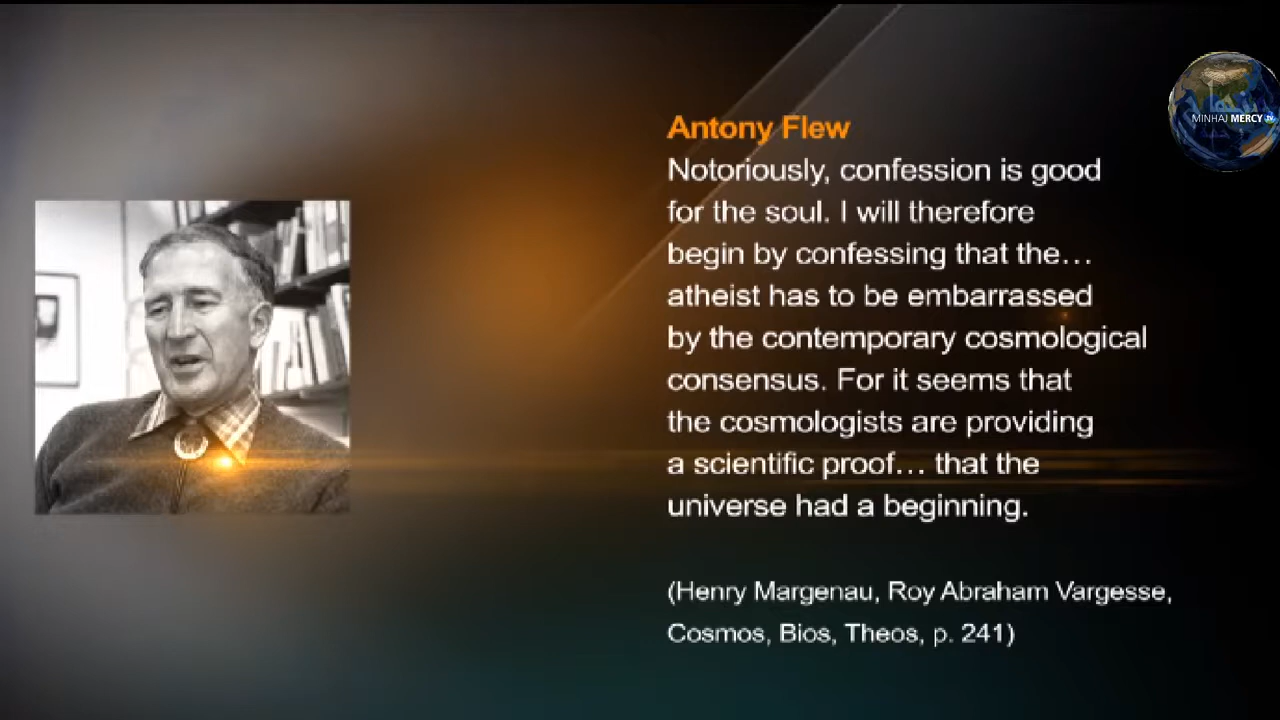 Antony Flew
Notoriously, confession is good
for the soul. I will therefore
begin by confessing that the…
atheist has to be embarrassed
by the contemporary cosmological
consensus. For it seems that
the cosmologists are providing
a scientific proof… that the
universe had a beginning.
(Henry Margenau, Roy Abraham Vargesse,
Cosmos, Bios, Theos, p. 241)
MINHAJ MERCY